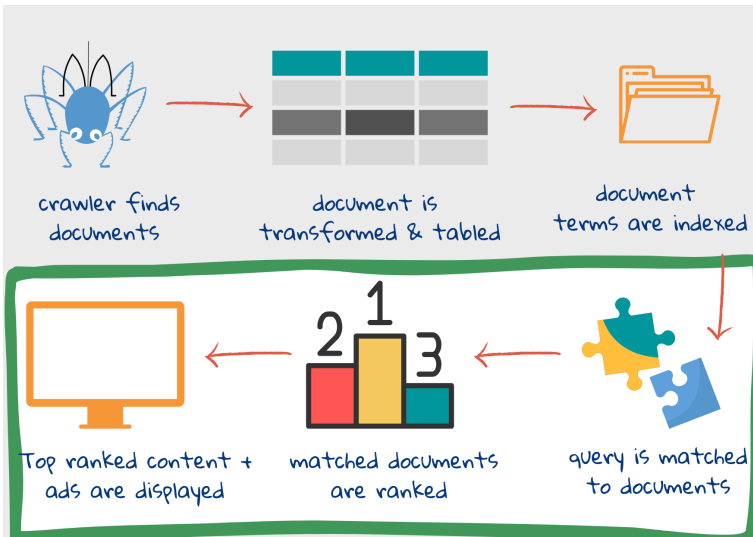 crawler finds
documents
document is
transformed & tabled
document
terms are indexed
2 1 3
Top ranked content +
ads are displayed
matched documents
are ranked
query is matched
to documents